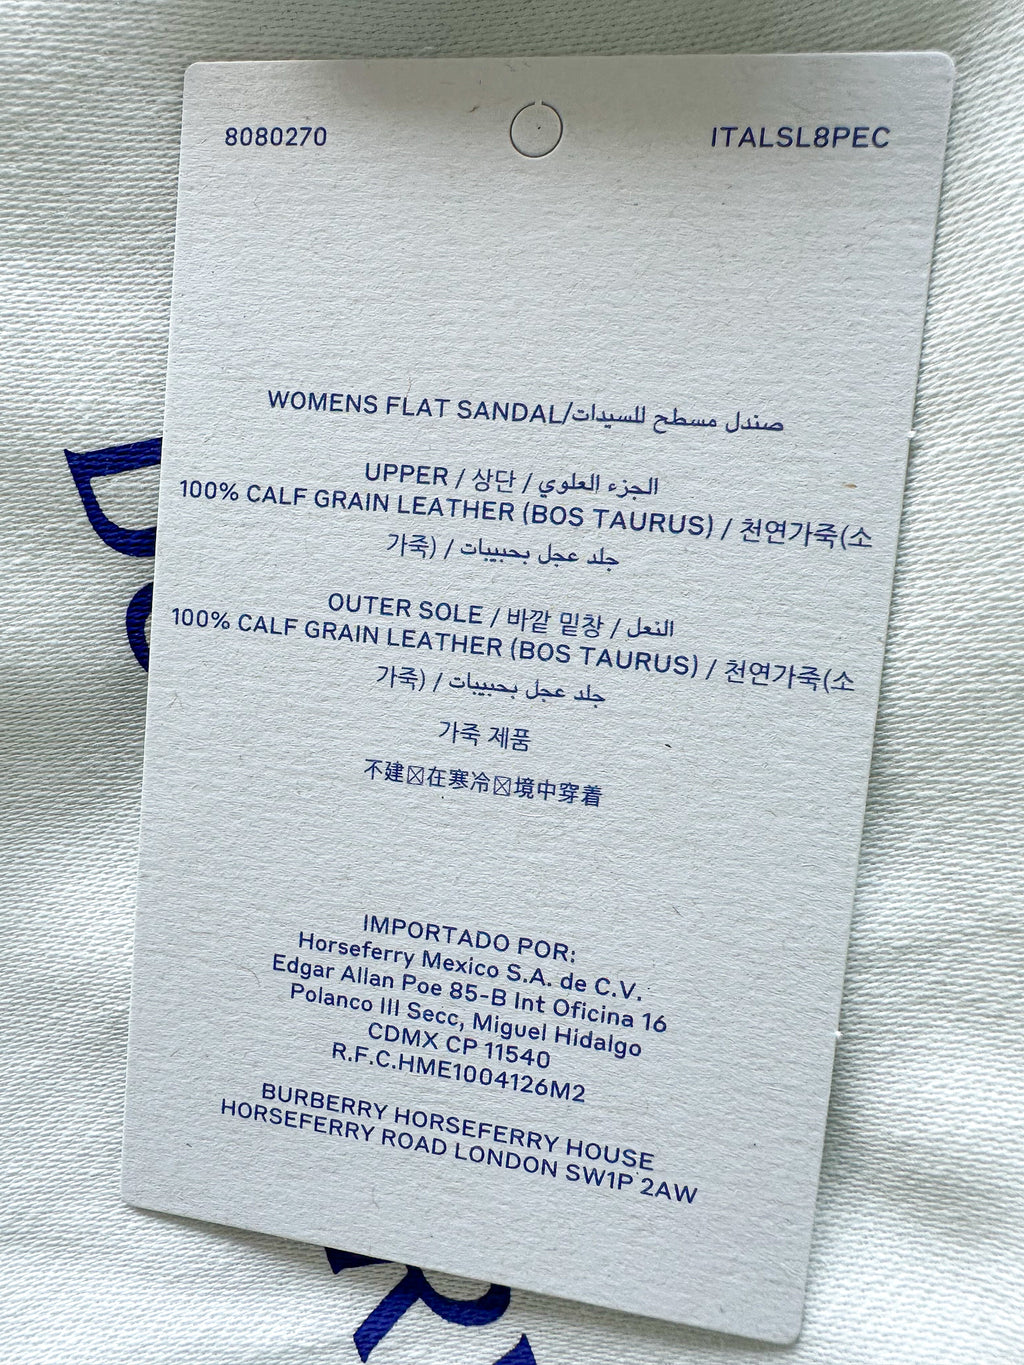 8080270
ITALSL8PEC
WOMENS FLAT SANDAL/صندل مسطح للسيدات
UPPER / 상단 / الجزء العلوي
100% CALF GRAIN LEATHER (BOS TAURUS) / 천연가죽(소
가죽) / جلد عجل بحبيبات
OUTER SOLE / 바깥 밑창 / النعل
100% CALF GRAIN LEATHER (BOS TAURUS) / 천연가죽(소
가죽) / جلد عجل بحبيبات
가죽 제품
不建☒在寒冷☒境中穿着
IMPORTADO POR:
Horseferry Mexico S.A. de C.V.
Edgar Allan Poe 85-B Int Oficina 16
Polanco III Secc, Miguel Hidalgo
CDMX CP 11540
R.F.C.HME1004126M2
BURBERRY HORSEFERRY HOUSE
HORSEFERRY ROAD LONDON SW1P 2AW